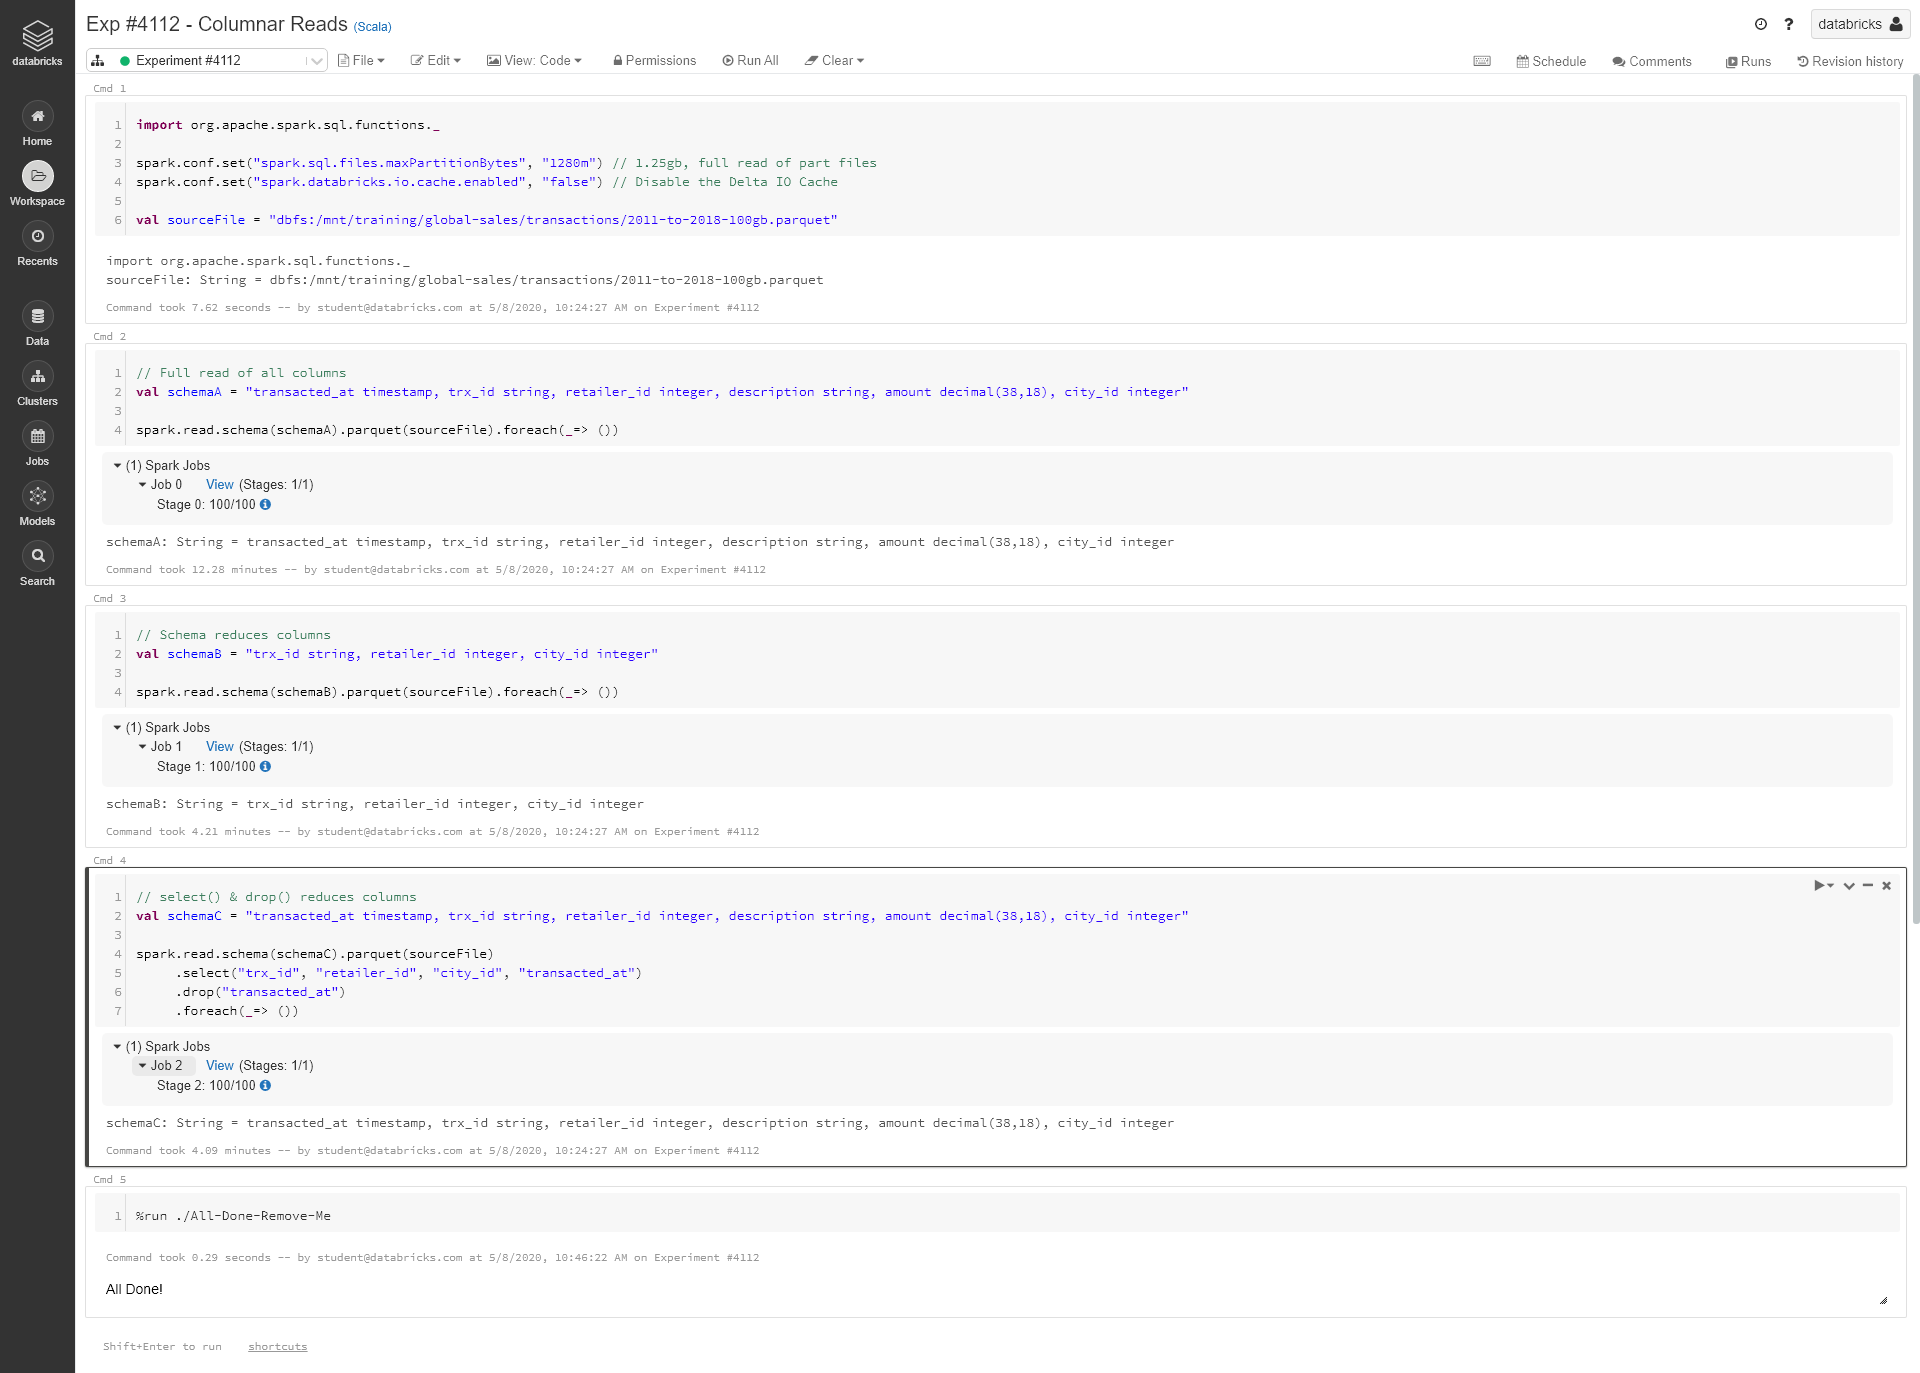 databricks
Home
Workspace
Recents
Data
Clusters
Jobs
Models
Search
Exp #4112 - Columnar Reads (Scala)
? databricks
Experiment #4112 File Edit View: Code Permissions Run All Clear Schedule Comments Runs Revision history
Cmd 1
1 import org.apache.spark.sql.functions._
2
3 spark.conf.set("spark.sql.files.maxPartitionBytes", "1280m") // 1.25gb, full read of part files
4 spark.conf.set("spark.databricks.io.cache.enabled", "false") // Disable the Delta IO Cache
5
6 val sourceFile = "dbfs:/mnt/training/global-sales/transactions/2011-to-2018-100gb.parquet"
import org.apache.spark.sql.functions._
sourceFile: String = dbfs:/mnt/training/global-sales/transactions/2011-to-2018-100gb.parquet
Command took 7.62 seconds -- by student@databricks.com at 5/8/2020, 10:24:27 AM on Experiment #4112
Cmd 2
1 // Full read of all columns
2 val schemaA = "transacted_at timestamp, trx_id string, retailer_id integer, description string, amount decimal(38,18), city_id integer"
3
4 spark.read.schema(schemaA).parquet(sourceFile).foreach(_=> ())
(1) Spark Jobs
Job 0 View (Stages: 1/1)
Stage 0: 100/100
schemaA: String = transacted_at timestamp, trx_id string, retailer_id integer, description string, amount decimal(38,18), city_id integer
Command took 12.28 minutes -- by student@databricks.com at 5/8/2020, 10:24:27 AM on Experiment #4112
Cmd 3
1 // Schema reduces columns
2 val schemaB = "trx_id string, retailer_id integer, city_id integer"
3
4 spark.read.schema(schemaB).parquet(sourceFile).foreach(_=> ())
(1) Spark Jobs
Job 1 View (Stages: 1/1)
Stage 1: 100/100
schemaB: String = trx_id string, retailer_id integer, city_id integer
Command took 4.21 minutes -- by student@databricks.com at 5/8/2020, 10:24:27 AM on Experiment #4112
Cmd 4
1 // select() & drop() reduces columns
2 val schemaC = "transacted_at timestamp, trx_id string, retailer_id integer, description string, amount decimal(38,18), city_id integer"
3
4 spark.read.schema(schemaC).parquet(sourceFile)
5 .select("trx_id", "retailer_id", "city_id", "transacted_at")
6 .drop("transacted_at")
7 .foreach(_=> ())
(1) Spark Jobs
Job 2 View (Stages: 1/1)
Stage 2: 100/100
schemaC: String = transacted_at timestamp, trx_id string, retailer_id integer, description string, amount decimal(38,18), city_id integer
Command took 4.09 minutes -- by student@databricks.com at 5/8/2020, 10:24:27 AM on Experiment #4112
Cmd 5
1 %run ./All-Done-Remove-Me
Command took 0.29 seconds -- by student@databricks.com at 5/8/2020, 10:46:22 AM on Experiment #4112
All Done!
Shift+Enter to run shortcuts